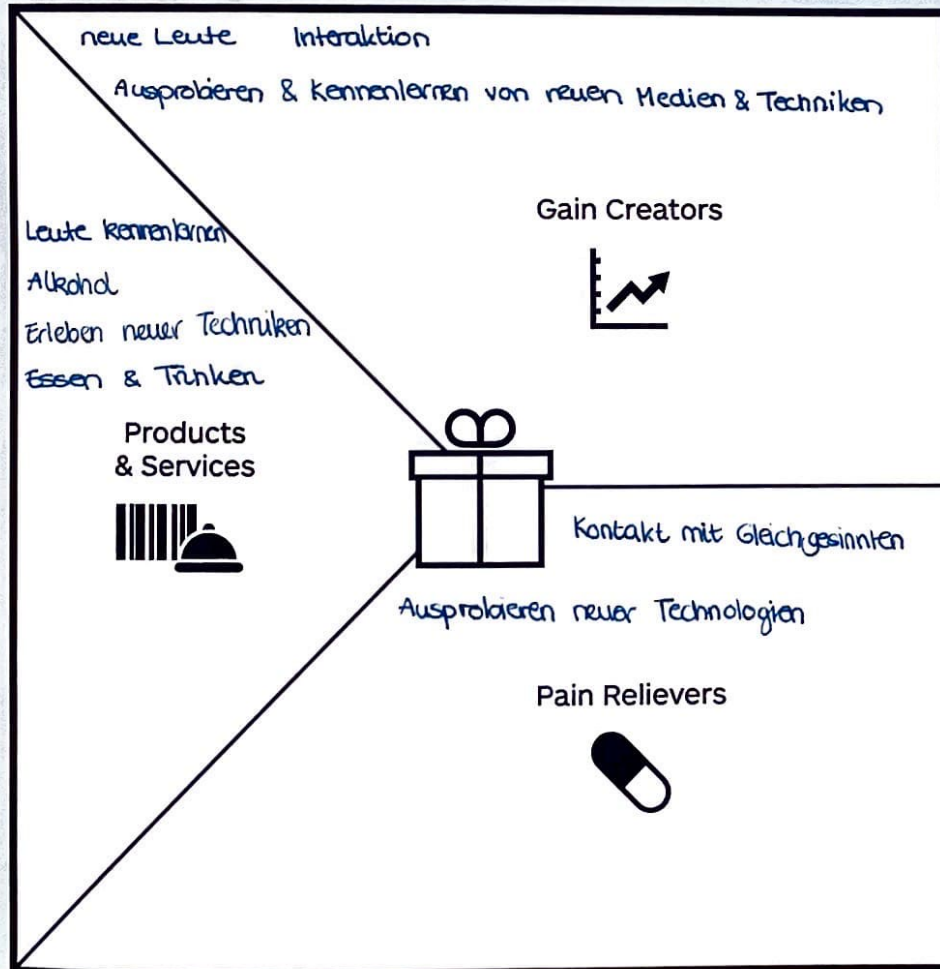 neue Leute Interaktion
Ausprobieren & Kennenlernen von neuen Medien & Techniken
Gain Creators
Leute kennenlernen
Alkohol
Erleben neuer Techniken
Essen & Trinken
Products
& Services
Kontakt mit Gleichgesinnten
Ausprobieren neuer Technologien
Pain Relievers